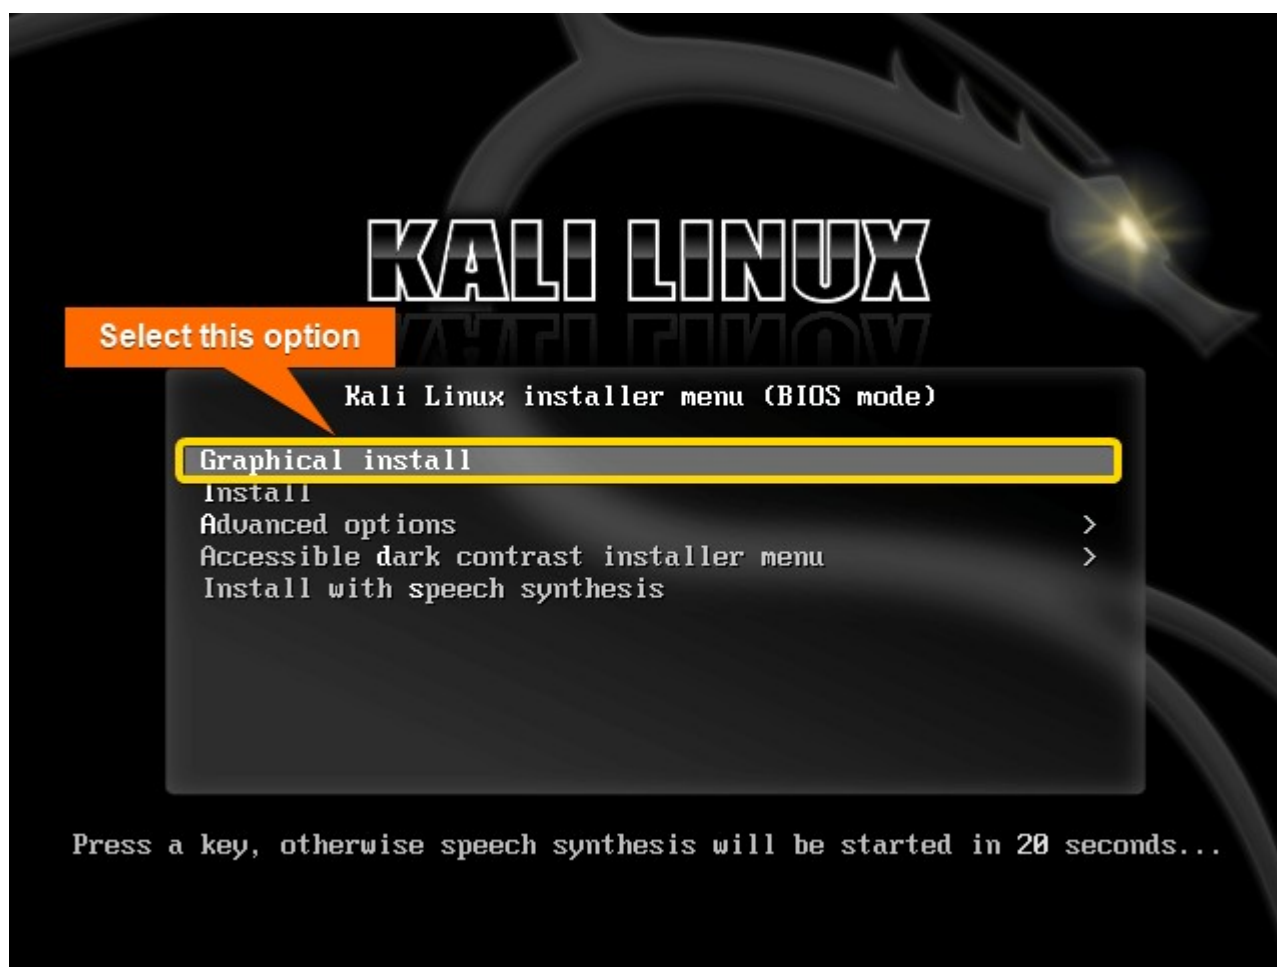 KALI LINUX
Select this option
Kali Linux installer menu (BIOS mode)
Graphical install
Install
Advanced options >
Accessible dark contrast installer menu >
Install with speech synthesis
Press a key, otherwise speech synthesis will be started in 20 seconds...